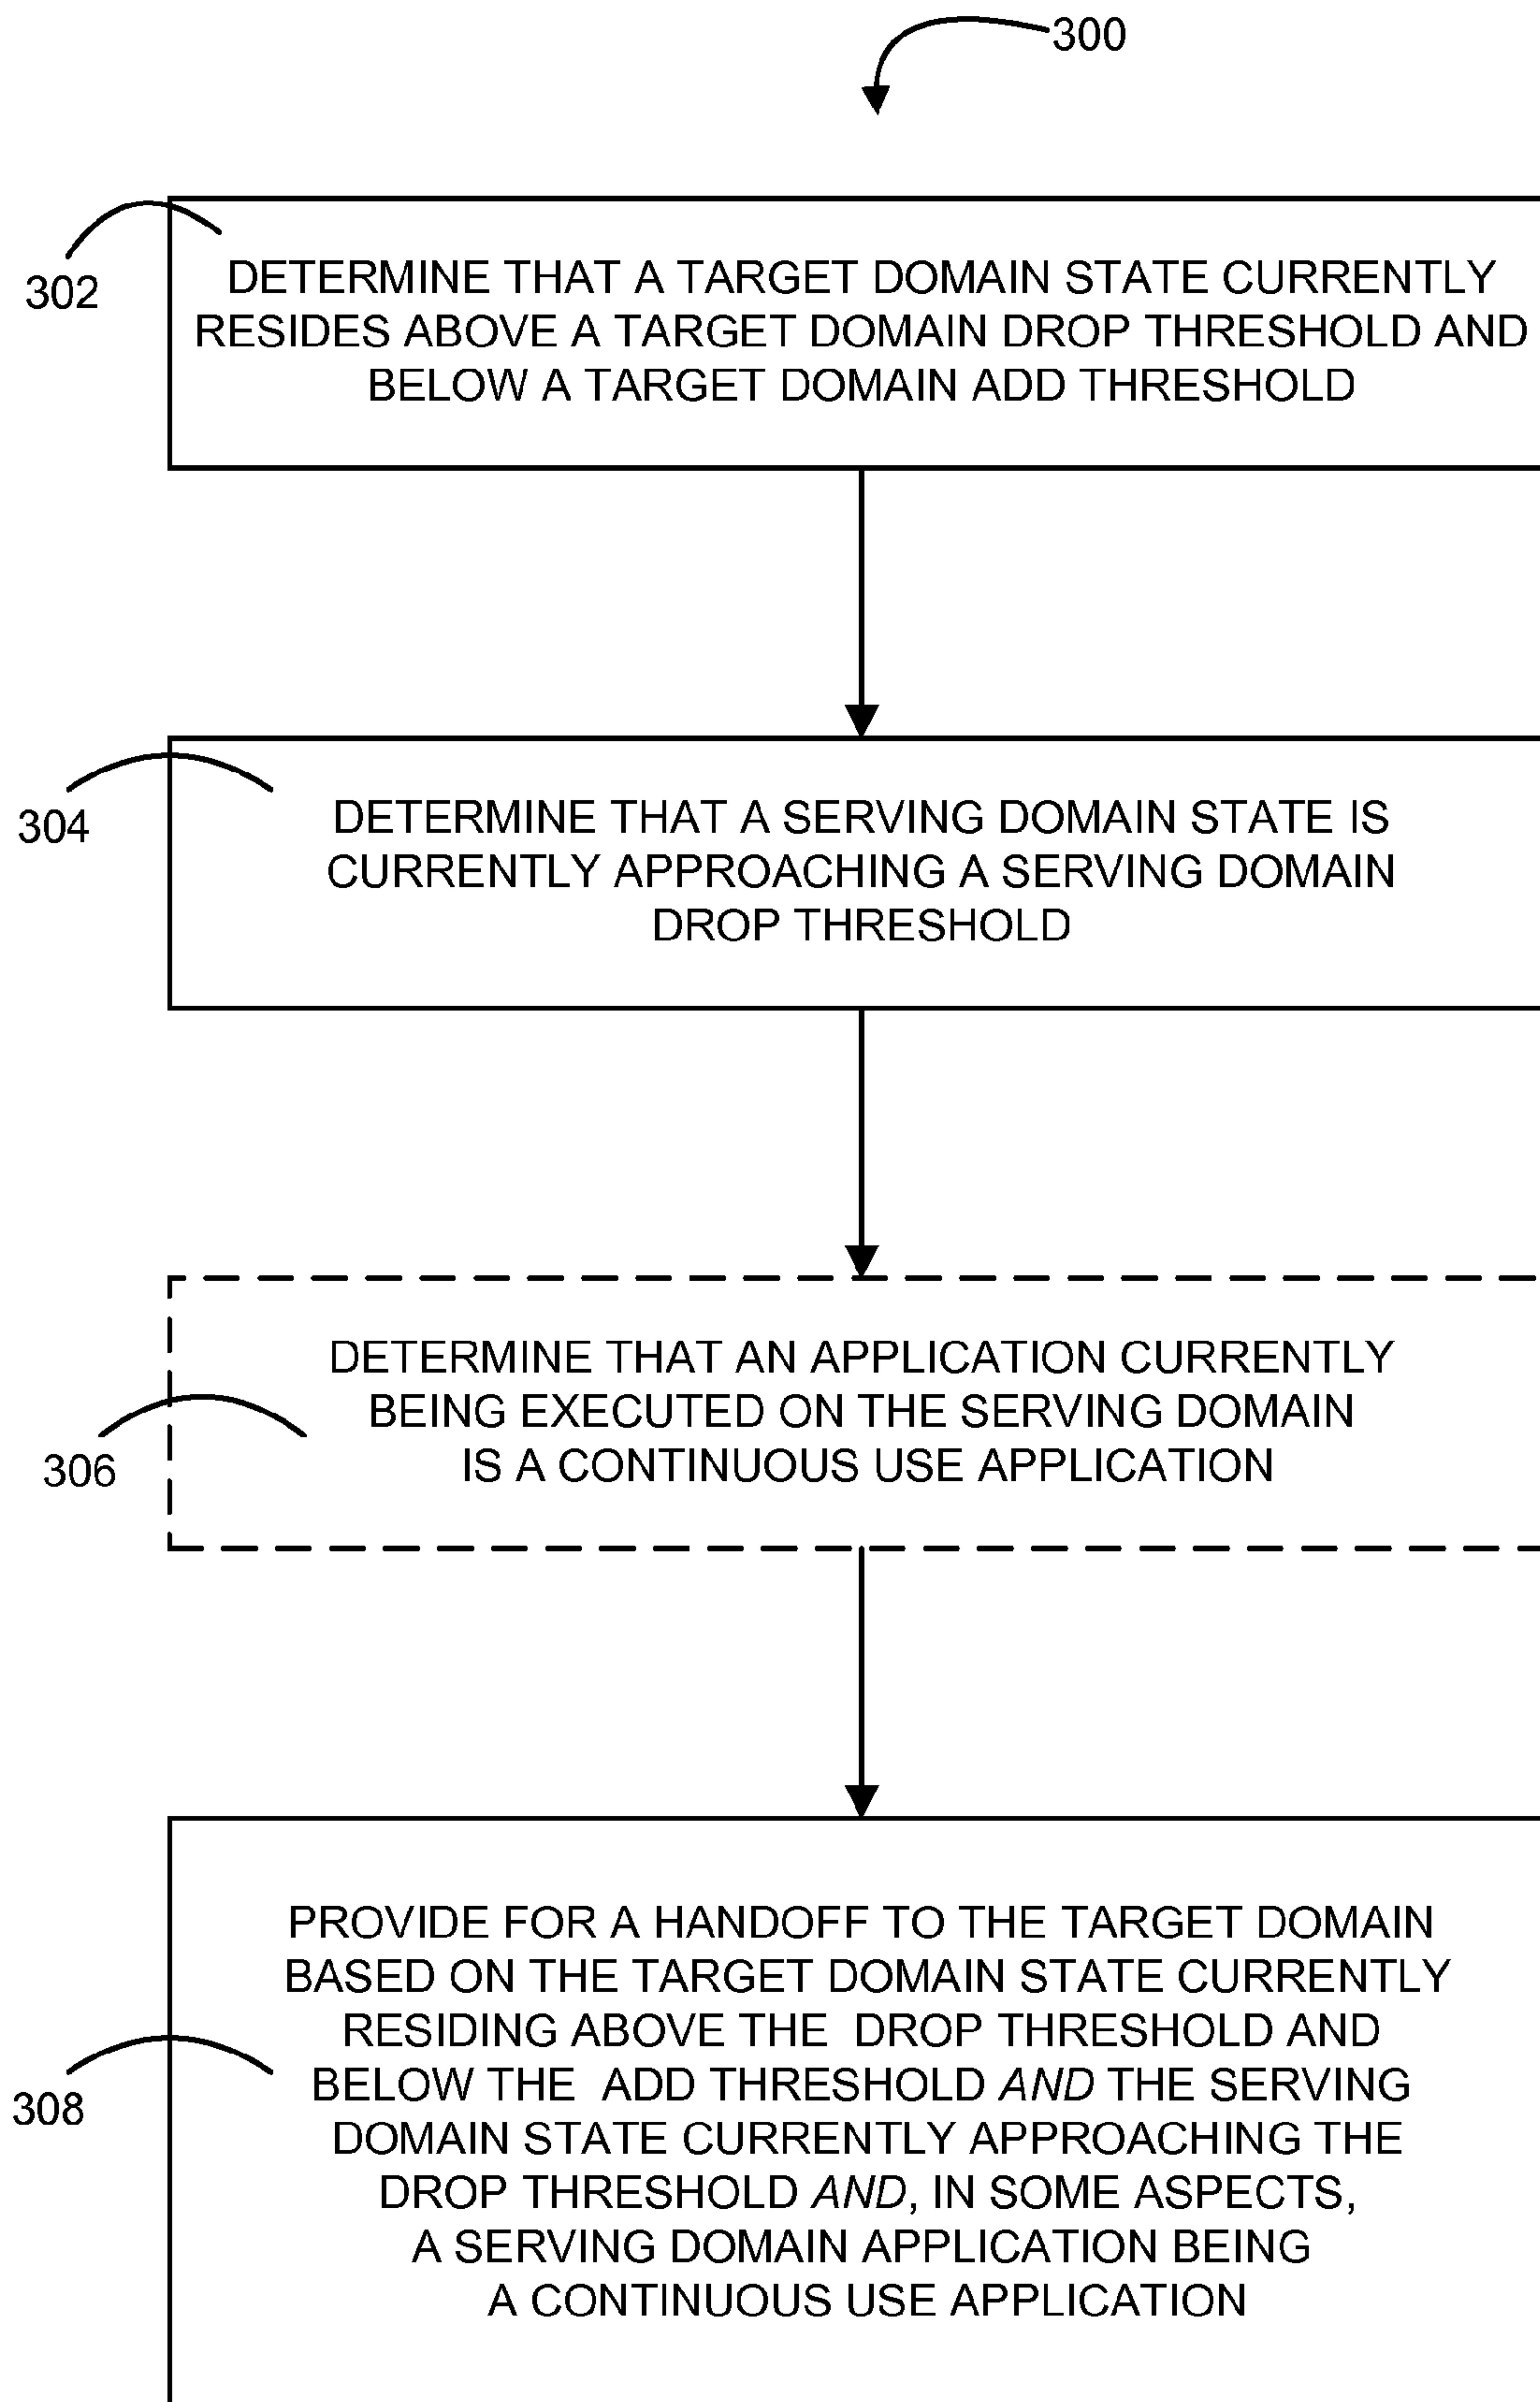 300
302
DETERMINE THAT A TARGET DOMAIN STATE CURRENTLY
RESIDES ABOVE A TARGET DOMAIN DROP THRESHOLD AND
BELOW A TARGET DOMAIN ADD THRESHOLD
304
DETERMINE THAT A SERVING DOMAIN STATE IS
CURRENTLY APPROACHING A SERVING DOMAIN
DROP THRESHOLD
306
DETERMINE THAT AN APPLICATION CURRENTLY
BEING EXECUTED ON THE SERVING DOMAIN
IS A CONTINUOUS USE APPLICATION
308
PROVIDE FOR A HANDOFF TO THE TARGET DOMAIN
BASED ON THE TARGET DOMAIN STATE CURRENTLY
RESIDING ABOVE THE DROP THRESHOLD AND
BELOW THE ADD THRESHOLD AND THE SERVING
DOMAIN STATE CURRENTLY APPROACHING THE
DROP THRESHOLD AND, IN SOME ASPECTS,
A SERVING DOMAIN APPLICATION BEING
A CONTINUOUS USE APPLICATION